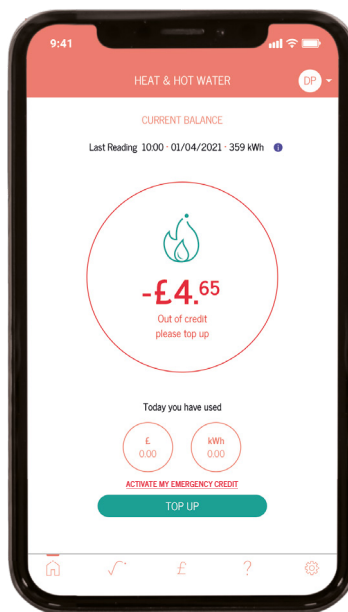 9:41
HEAT & HOT WATER
DP
CURRENT BALANCE
Last Reading 10:00 · 01/04/2021 · 359 kWh
-£4.65
Out of credit
please top up
Today you have used
£ kWh
0.00 0.00
ACTIVATE MY EMERGENCY CREDIT
TOP UP
£ ?